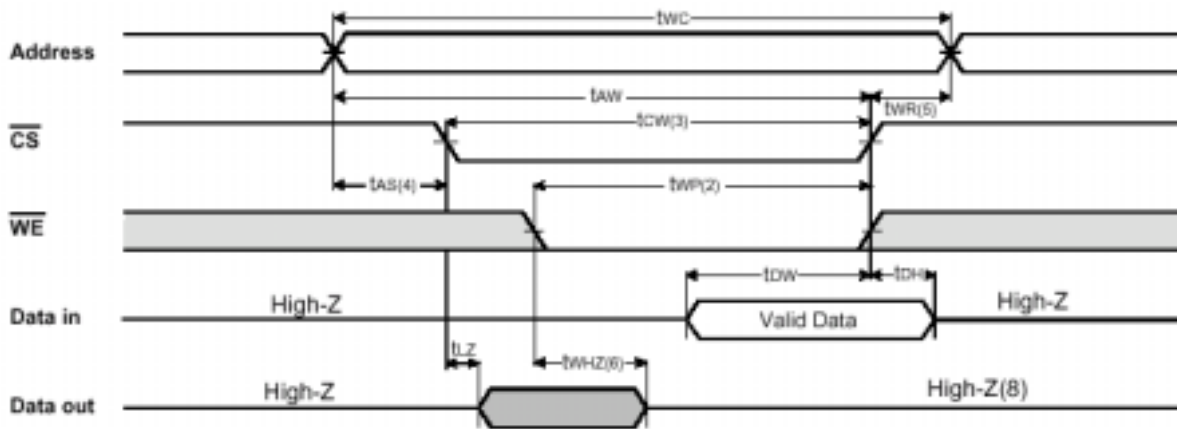 tWC
Address
tAW
tWR(5)
tCW(3)
CS
tAS(4)
tWP(2)
WE
tDW
tDH
High-Z
High-Z
Data in
Valid Data
tLZ
tWHZ(6)
High-Z
High-Z(8)
Data out